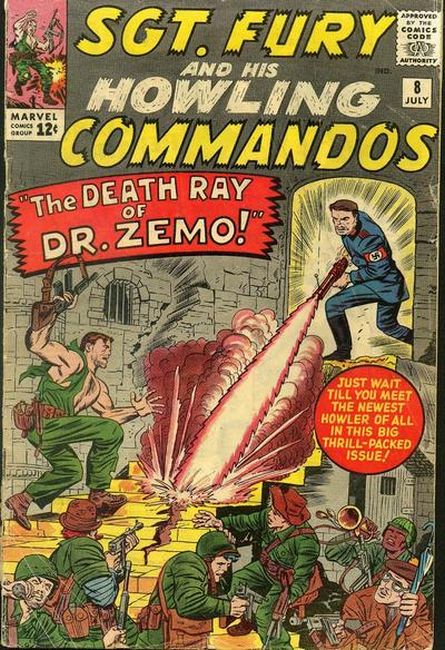 SGT. FURY
AND HIS
HOWLING
COMMANDOS
IND.
APPROVED
BY THE
COMICS
CODE
AUTHORITY
8
JULY
MARVEL
COMICS
GROUP
12¢
"The DEATH RAY
OF
DR. ZEMO!"
JUST WAIT
TILL YOU MEET
THE NEWEST
HOWLER OF ALL
IN THIS BIG
THRILL-PACKED
ISSUE!